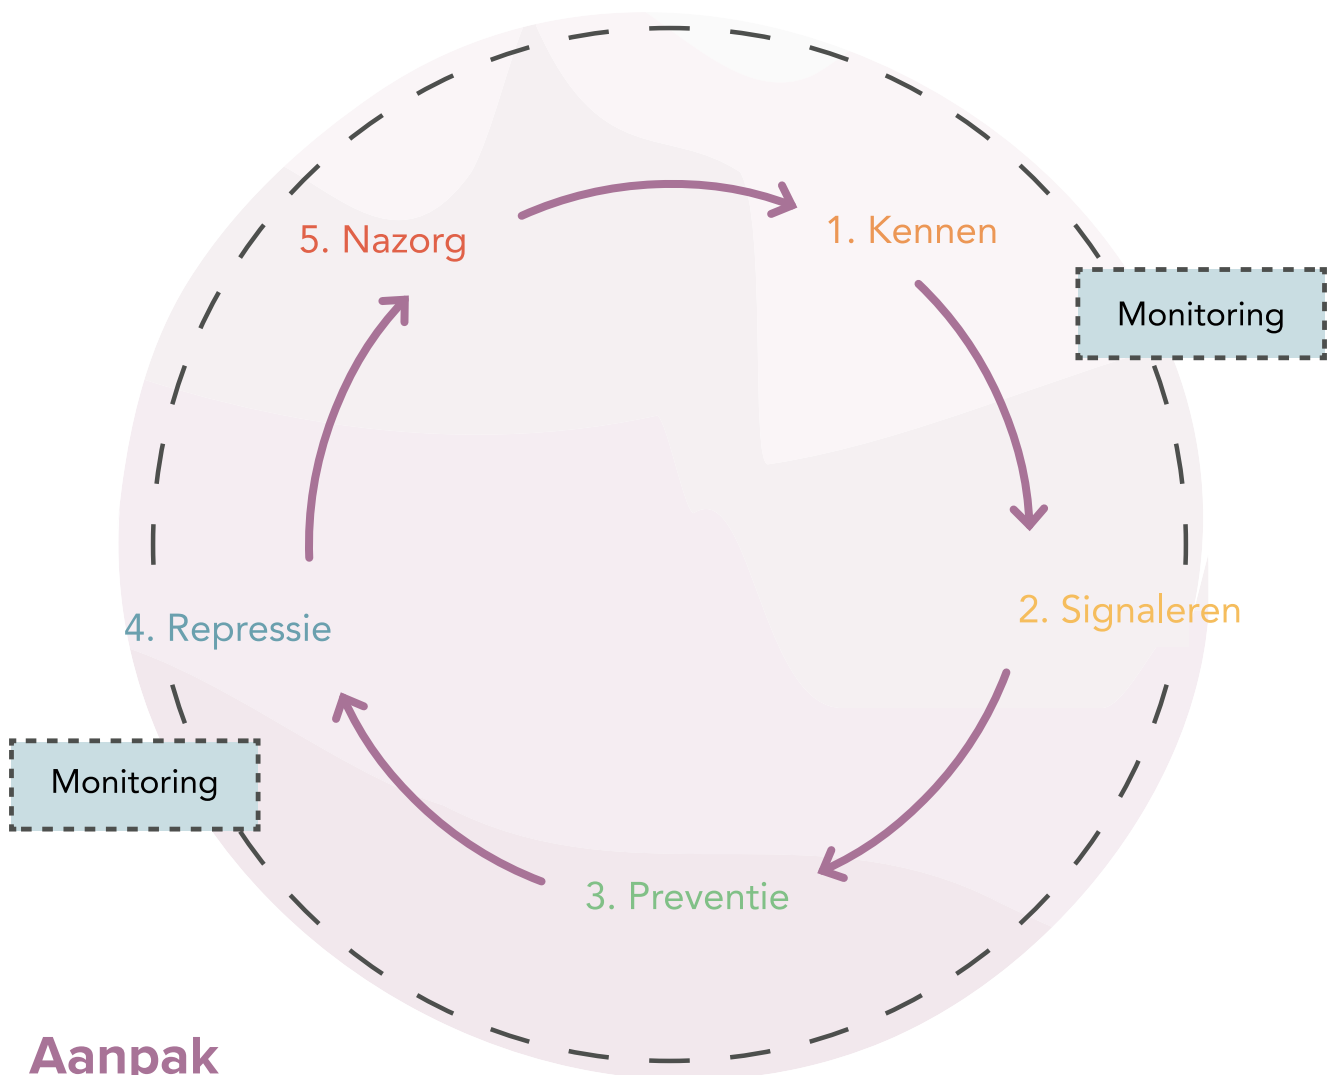 5. Nazorg
1. Kennen
Monitoring
2. Signaleren
4. Repressie
Monitoring
3. Preventie
Aanpak